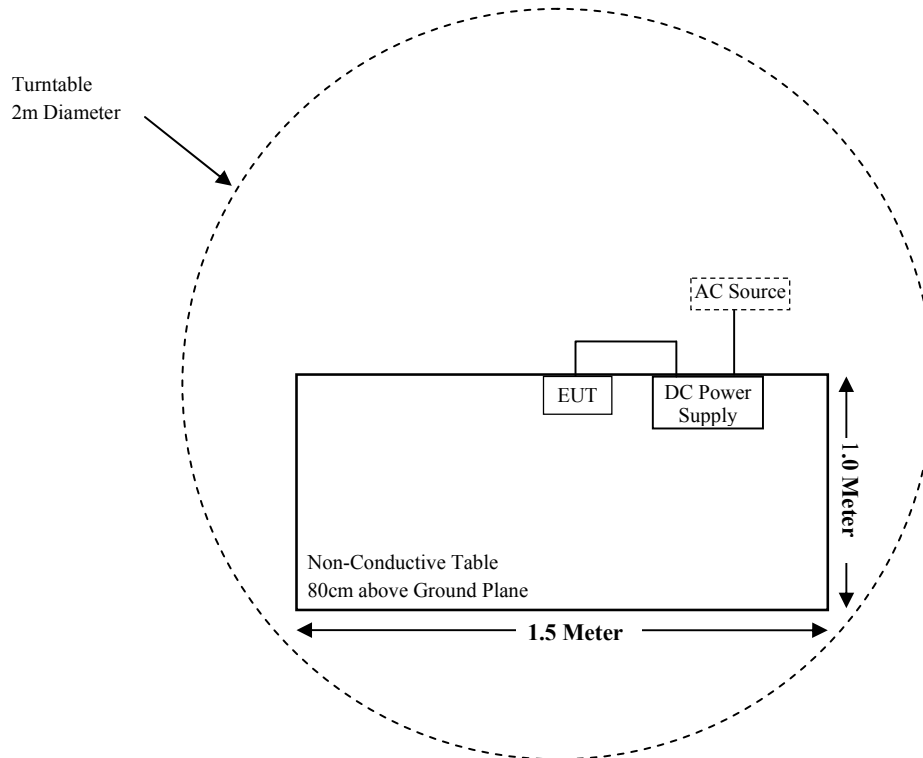 Turntable
2m Diameter
AC Source
EUT
DC Power
Supply
1.0 Meter
Non-Conductive Table
80cm above Ground Plane
1.5 Meter